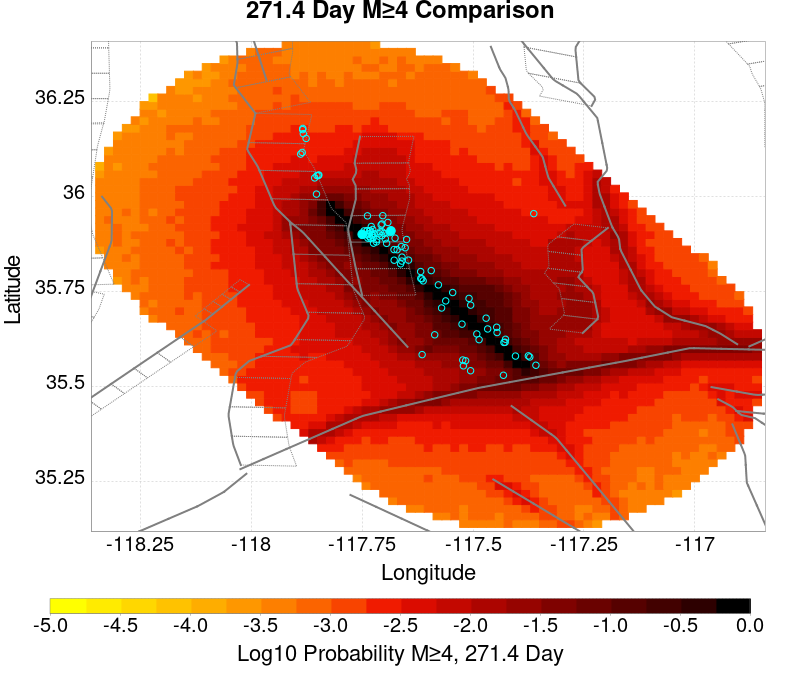 271.4 Day M≥4 Comparison
36.25
36
35.75
35.5
35.25
Latitude
-118.25 -118 -117.75 -117.5 -117.25 -117
Longitude
-5.0 -4.5 -4.0 -3.5 -3.0 -2.5 -2.0 -1.5 -1.0 -0.5 0.0
Log10 Probability M≥4, 271.4 Day